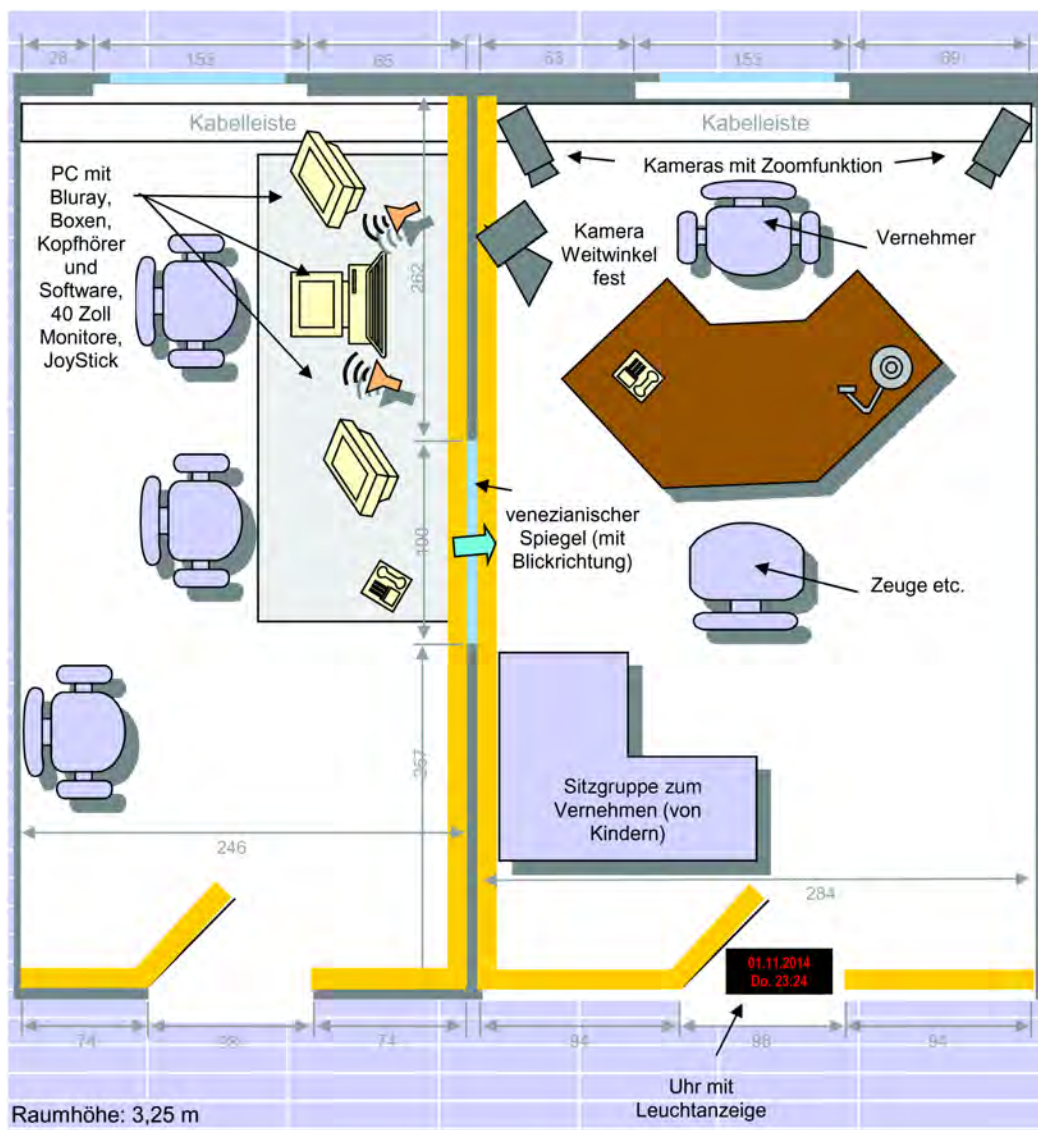 28
153
65
63
153
69
Kabelleiste
Kabelleiste
PC mit
Bluray,
Boxen,
Kopfhörer
und
Software,
40 Zoll
Monitore,
JoyStick
Kameras mit Zoomfunktion
Kamera
Weitwinkel
fest
Vernehmer
262
venezianischer
Spiegel (mit
Blickrichtung)
190
Zeuge etc.
257
Sitzgruppe zum
Vernehmen (von
Kindern)
246
284
01.11.2014
Do. 23:24
74
98
74
94
98
94
Uhr mit
Leuchtanzeige
Raumhöhe: 3,25 m